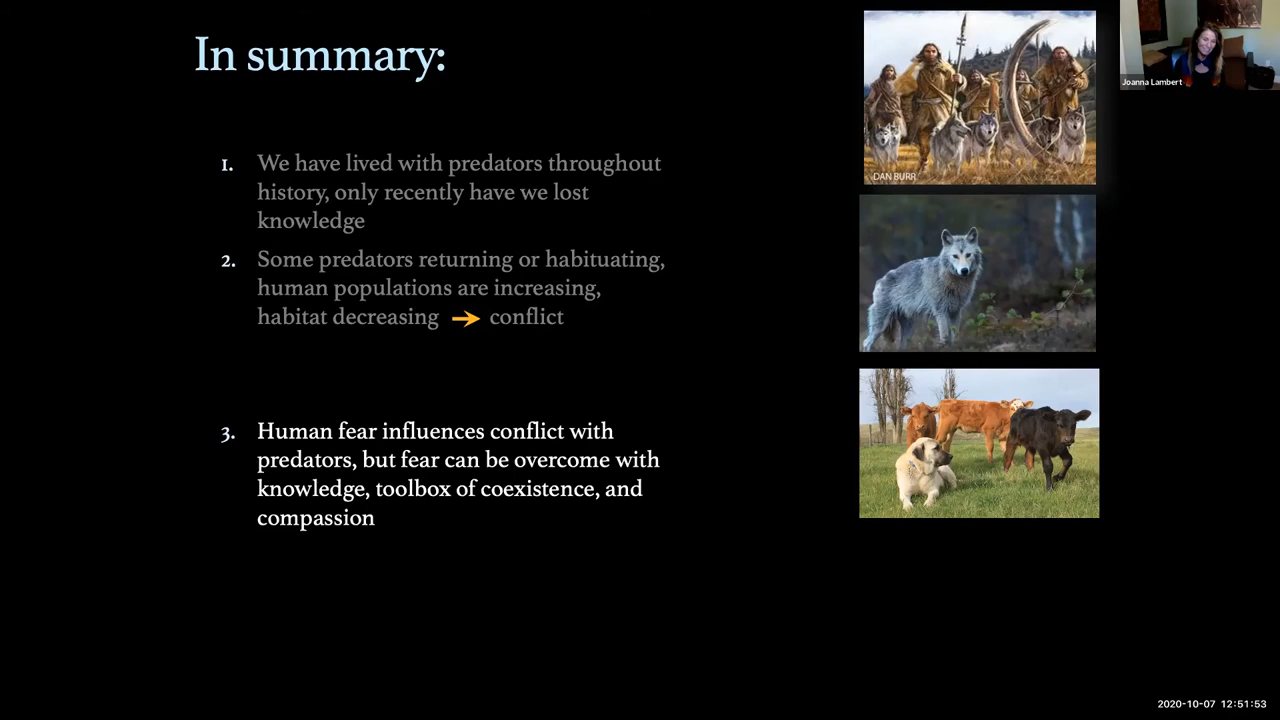 In summary:
1. We have lived with predators throughout
history, only recently have we lost
knowledge
2. Some predators returning or habituating,
human populations are increasing,
habitat decreasing → conflict
3. Human fear influences conflict with
predators, but fear can be overcome with
knowledge, toolbox of coexistence, and
compassion
DAN BURR
Joanna Lambert
2020-10-07 12:51:53